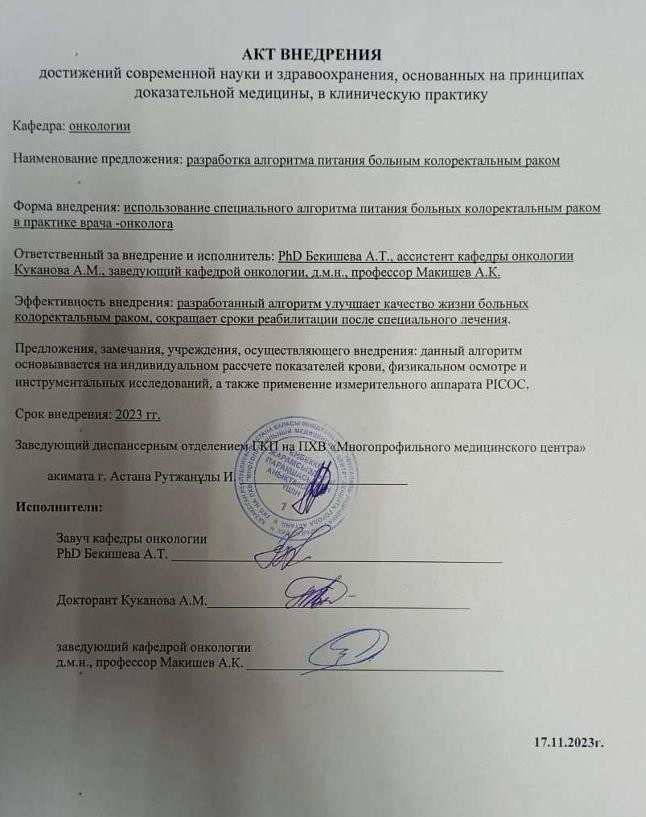 АКТ ВНЕДРЕНИЯ
достижений современной науки и здравоохранения, основанных на принципах
доказательной медицины, в клиническую практику
Кафедра: онкологии
Наименование предложения: разработка алгоритма питания больным колоректальным раком
Форма внедрения: использование специального алгоритма питания больных колоректальным раком
в практике врача -онколога
Ответственный за внедрение и исполнитель: PhD Бекишева А.Т., ассистент кафедры онкологии
Куканова А.М., заведующий кафедрой онкологии, д.м.н., профессор Макишев А.К.
Эффективность внедрения: разработанный алгоритм улучшает качество жизни больных
колоректальным раком, сокращает сроки реабилитации после специального лечения.
Предложения, замечания, учреждения, осуществляющего внедрения: данный алгоритм
основыввается на индивидуальном рассчете показателей крови, физикальном осмотре и
инструментальных исследований, а также применение измерительного аппарата PICOC.
Срок внедрения: 2023 гг.
Заведующий диспансерным отделением ГКП на ПХВ «Многопрофильного медицинского центра»
акимата г. Астана Рутжанұлы И.
ЕҢБЕККЕ
ЖАРАМСЫЗДЫҚ
ПАРАҚШАСЫ
ҮШІН
7
Исполнители:
Завуч кафедры онкологии
PhD Бекишева А.Т.
Докторант Куканова А.М.
заведующий кафедрой онкологии
д.м.н., профессор Макишев А.К.
17.11.2023г.